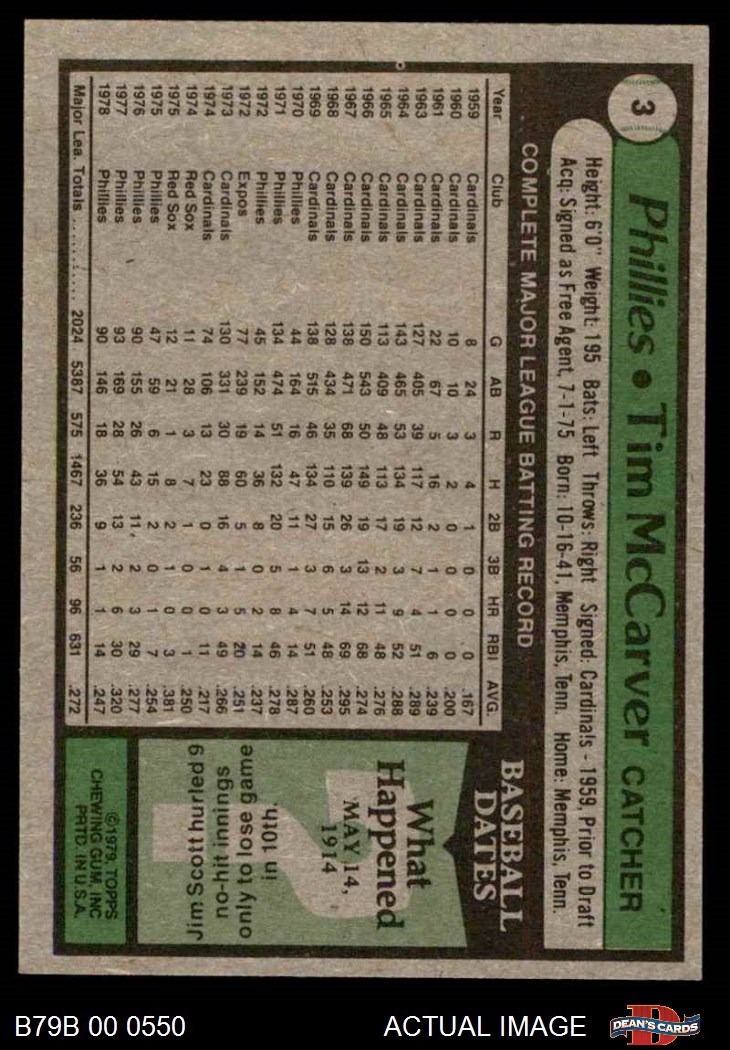 3
Phillies • Tim McCarver CATCHER
Height: 6'0" Weight: 195 Bats: Left Throws: Right Signed: Cardinals - 1959, Prior to Draft
Acq: Signed as Free Agent, 7-1-75 Born: 10-16-41, Memphis, Tenn. Home: Memphis, Tenn.
COMPLETE MAJOR LEAGUE BATTING RECORD
Year Club G AB R H 2B 3B HR RBI AVG.
1959 Cardinals 8 24 3 4 1 0 0 0 .167
1960 Cardinals 10 10 3 2 0 0 0 0 .200
1961 Cardinals 22 67 5 16 2 1 1 6 .239
1963 Cardinals 127 405 39 117 12 7 4 51 .289
1964 Cardinals 143 465 53 134 19 3 9 52 .288
1965 Cardinals 113 409 48 113 17 2 11 48 .276
1966 Cardinals 150 543 50 149 19 13 12 68 .274
1967 Cardinals 138 471 68 139 26 3 14 69 .295
1968 Cardinals 128 434 35 110 15 6 5 48 .253
1969 Cardinals 138 515 46 134 27 3 7 51 .260
1970 Phillies 44 164 16 47 11 1 4 14 .287
1971 Phillies 134 474 51 132 20 5 8 46 .278
1972 Phillies 45 152 14 36 8 0 2 14 .237
1972 Expos 77 239 19 60 5 1 5 20 .251
1973 Cardinals 130 331 30 88 16 4 3 49 .266
1974 Cardinals 74 106 13 23 0 1 0 11 .217
1974 Red Sox 11 28 3 7 1 0 0 1 .250
1975 Red Sox 12 21 1 8 2 1 0 3 .381
1975 Phillies 47 59 6 15 2 0 1 7 .254
1976 Phillies 90 155 26 43 11 2 3 29 .277
1977 Phillies 93 169 28 54 13 2 6 30 .320
1978 Phillies 90 146 18 36 9 1 1 14 .247
Major Lea. Totals .......... 2024 5387 575 1467 236 56 96 631 .272
BASEBALL
DATES
What
Happened
MAY 14,
1914
Jim Scott hurled 9
no-hit innings
only to lose game
in 10th.
©1979, TOPPS
CHEWING GUM, INC
PRTD. IN U.S.A.
B79B 00 0550 ACTUAL IMAGE
D
DEAN'S CARDS